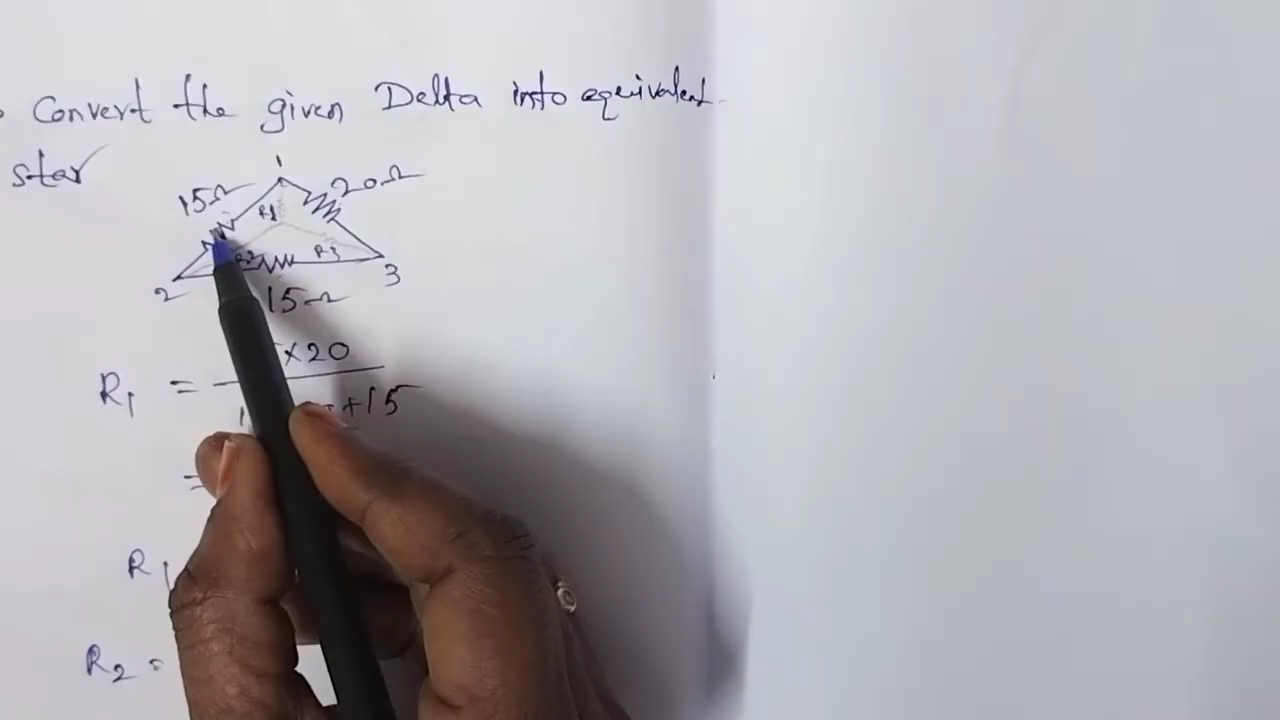 Convert the given Delta into equivalent
star
1
15Ω 20Ω
R1
R2 R3
2 3
15Ω
×20
R1 =
+15
=
R1
R2 =